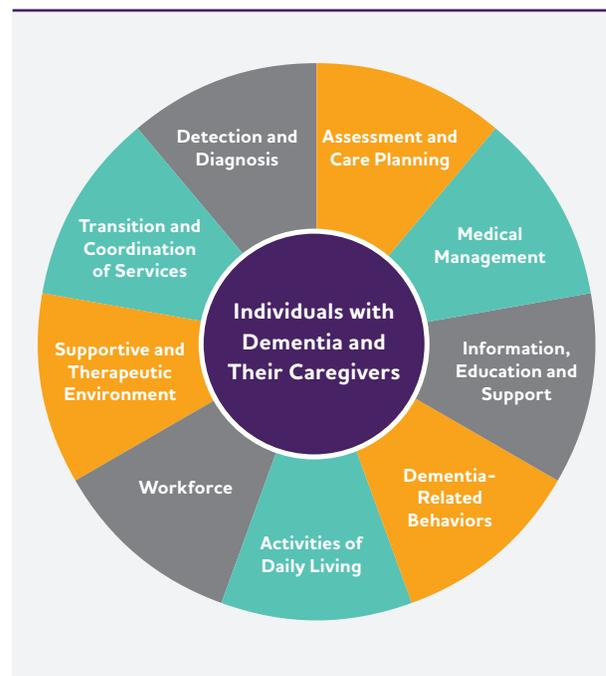 Detection and
Diagnosis
Assessment and
Care Planning
Medical
Management
Information,
Education and
Support
Dementia-
Related
Behaviors
Activities of
Daily Living
Workforce
Supportive and
Therapeutic
Environment
Transition and
Coordination
of Services
Individuals with
Dementia and
Their Caregivers